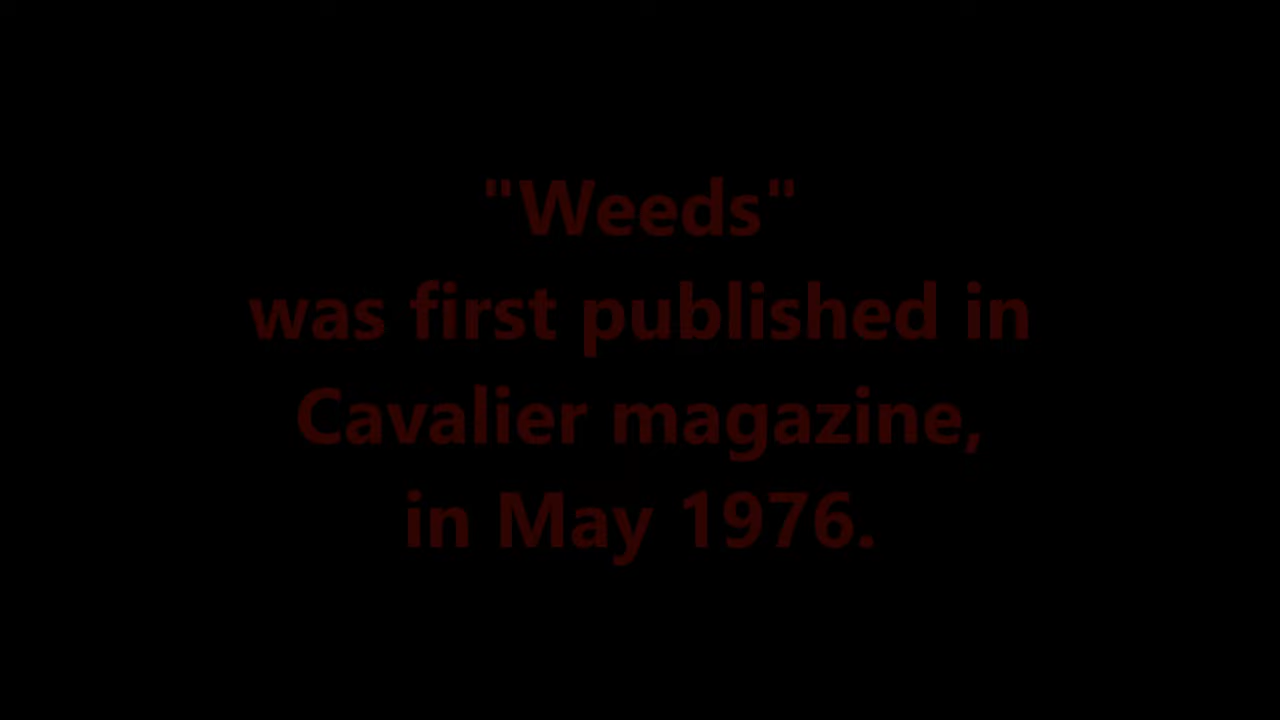 "Weeds"
was first published in
Cavalier magazine,
in May 1976.